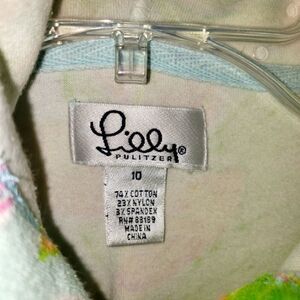 Lilly®
PULITZER
10
74% COTTON
23% NYLON
3% SPANDEX
RN# 88189
MADE IN
CHINA